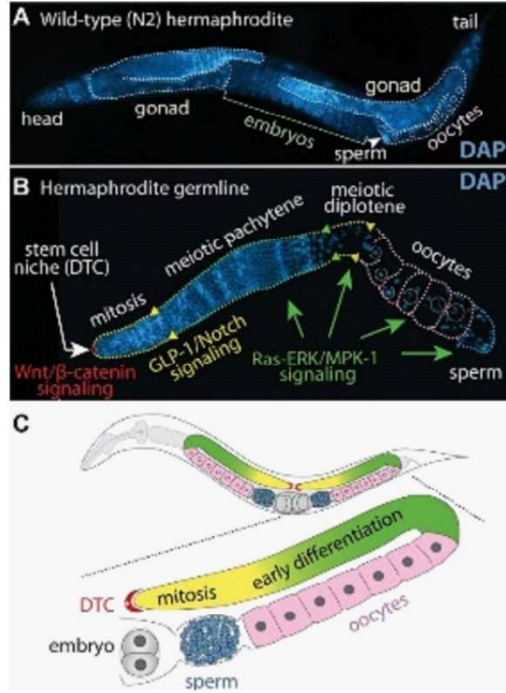 A Wild-type (N2) hermaphrodite
tail
gonad
gonad
head
embryos
sperm
oocytes
DAP
B Hermaphrodite germline
DAP
meiotic
diplotene
stem cell
niche (DTC)
meiotic pachytene
oocytes
mitosis
GLP-1/Notch
signaling
Ras-ERK/MPK-1
signaling
Wnt/β-catenin
signaling
sperm
C
early differentiation
DTC
mitosis
oocytes
embryo
sperm